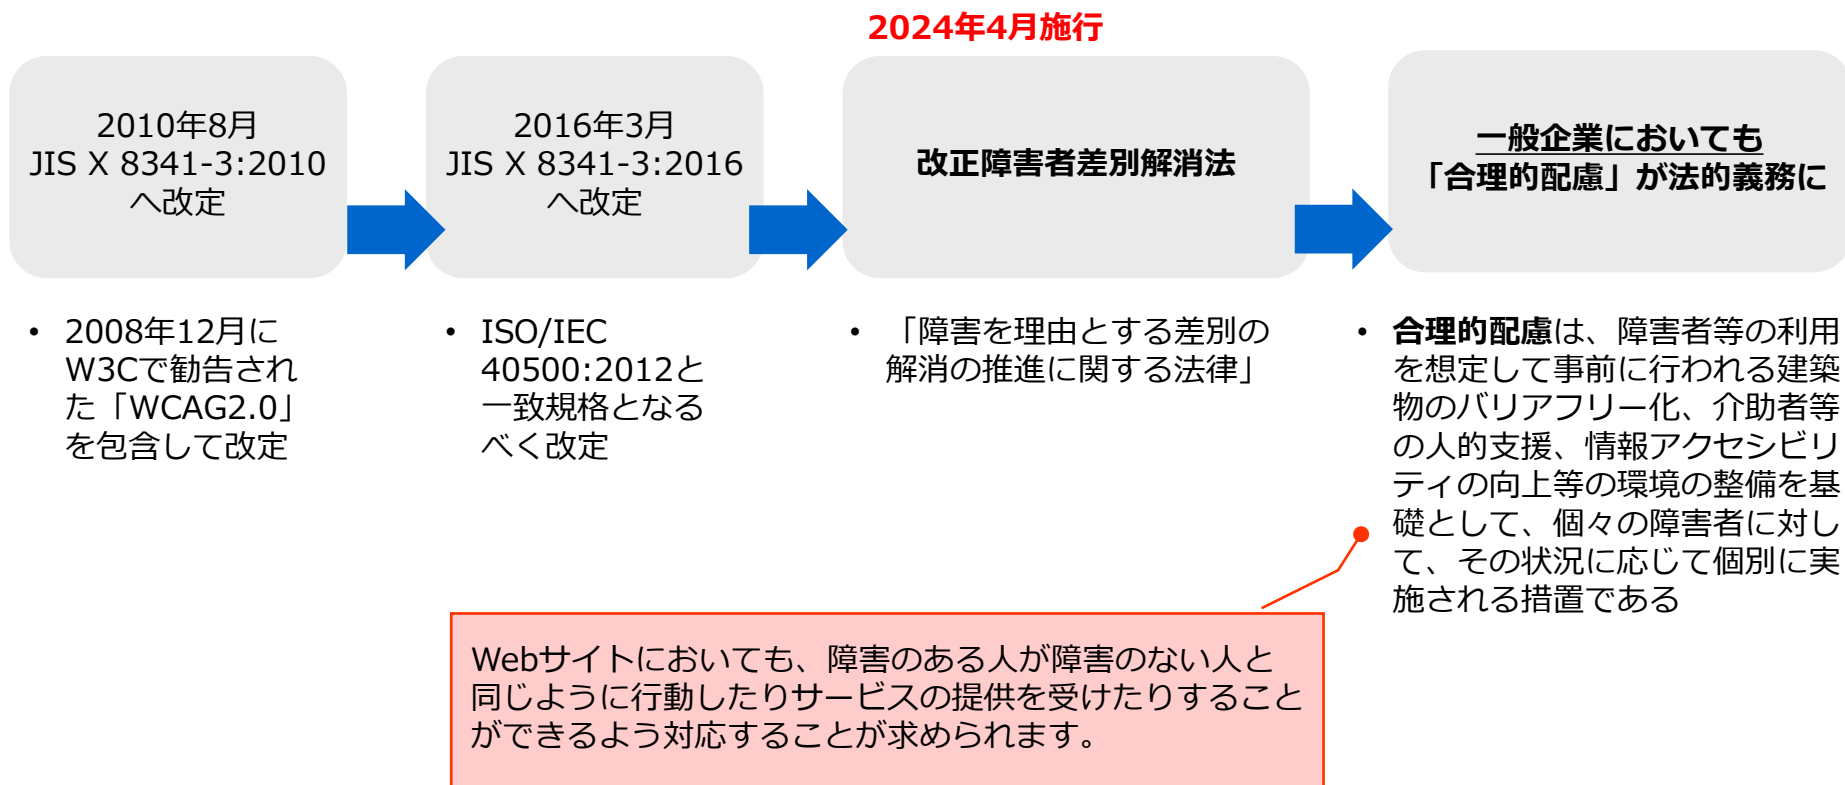 2024年4月施行
2010年8月
JIS X 8341-3:2010
へ改定
2016年3月
JIS X 8341-3:2016
へ改定
改正障害者差別解消法
一般企業においても
「合理的配慮」が法的義務に
• 2008年12月に
W3Cで勧告され
た「WCAG2.0」
を包含して改定
• ISO/IEC
40500:2012と
一致規格となる
べく改定
• 「障害を理由とする差別の
解消の推進に関する法律」
• 合理的配慮は、障害者等の利用
を想定して事前に行われる建築
物のバリアフリー化、介助者等
の人的支援、情報アクセシビリ
ティの向上等の環境の整備を基
礎として、個々の障害者に対し
て、その状況に応じて個別に実
施される措置である
Webサイトにおいても、障害のある人が障害のない人と
同じように行動したりサービスの提供を受けたりすること
ができるよう対応することが求められます。